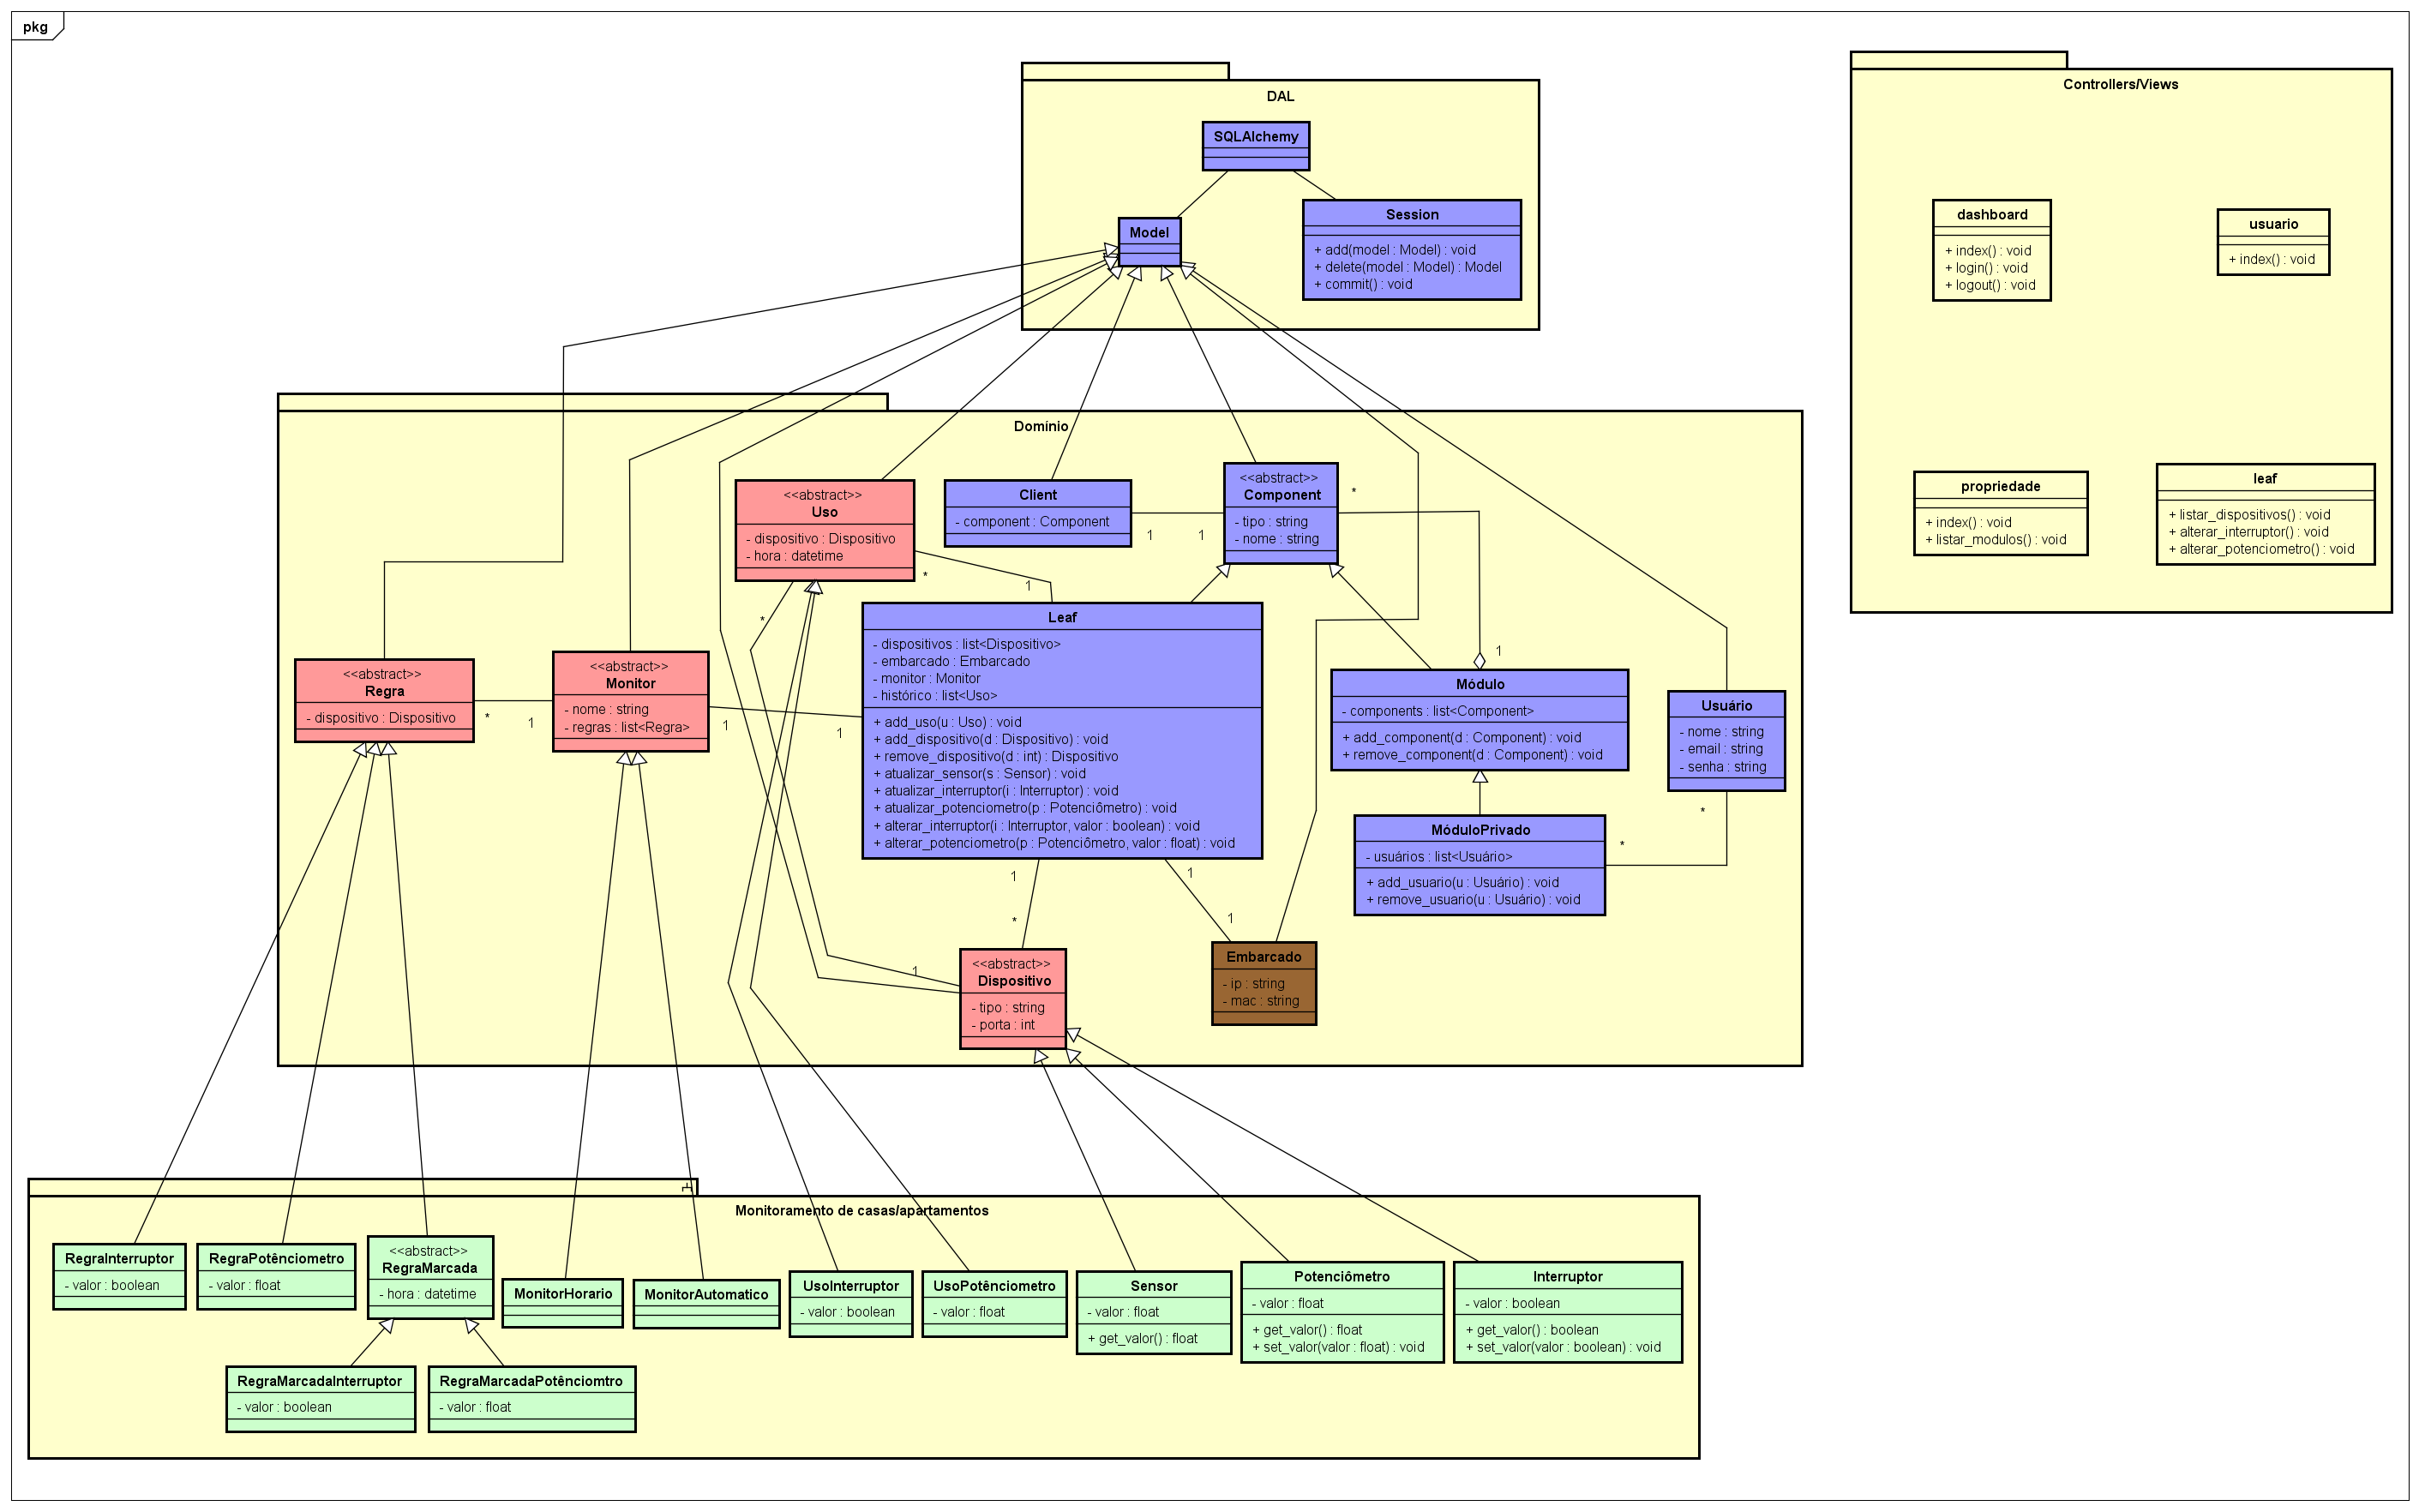 pkg
DAL
SQLAlchemy
Model
Session
+ add(model : Model) : void
+ delete(model : Model) : Model
+ commit() : void
Controllers/Views
dashboard
+ index() : void
+ login() : void
+ logout() : void
usuario
+ index() : void
propriedade
+ index() : void
+ listar_modulos() : void
leaf
+ listar_dispositivos() : void
+ alterar_interruptor() : void
+ alterar_potenciometro() : void
Domínio
<<abstract>>
Uso
- dispositivo : Dispositivo
- hora : datetime
Client
- component : Component
1
1
<<abstract>>
Component
- tipo : string
- nome : string
*
1
*
1
*
Leaf
- dispositivos : list<Dispositivo>
- embarcado : Embarcado
- monitor : Monitor
- histórico : list<Uso>
+ add_uso(u : Uso) : void
+ add_dispositivo(d : Dispositivo) : void
+ remove_dispositivo(d : int) : Dispositivo
+ atualizar_sensor(s : Sensor) : void
+ atualizar_interruptor(i : Interruptor) : void
+ atualizar_potenciometro(p : Potenciômetro) : void
+ alterar_interruptor(i : Interruptor, valor : boolean) : void
+ alterar_potenciometro(p : Potenciômetro, valor : float) : void
<<abstract>>
Regra
- dispositivo : Dispositivo
*
1
<<abstract>>
Monitor
- nome : string
- regras : list<Regra>
1
1
Módulo
- components : list<Component>
+ add_component(d : Component) : void
+ remove_component(d : Component) : void
Usuário
- nome : string
- email : string
- senha : string
*
*
MóduloPrivado
- usuários : list<Usuário>
+ add_usuario(u : Usuário) : void
+ remove_usuario(u : Usuário) : void
1
*
1
1
1
<<abstract>>
Dispositivo
- tipo : string
- porta : int
Embarcado
- ip : string
- mac : string
Monitoramento de casas/apartamentos
RegraInterruptor
- valor : boolean
RegraPotênciometro
- valor : float
<<abstract>>
RegraMarcada
- hora : datetime
MonitorHorario
MonitorAutomatico
UsoInterruptor
- valor : boolean
UsoPotênciometro
- valor : float
Sensor
- valor : float
+ get_valor() : float
Potenciômetro
- valor : float
+ get_valor() : float
+ set_valor(valor : float) : void
Interruptor
- valor : boolean
+ get_valor() : boolean
+ set_valor(valor : boolean) : void
RegraMarcadaInterruptor
- valor : boolean
RegraMarcadaPotênciomtro
- valor : float